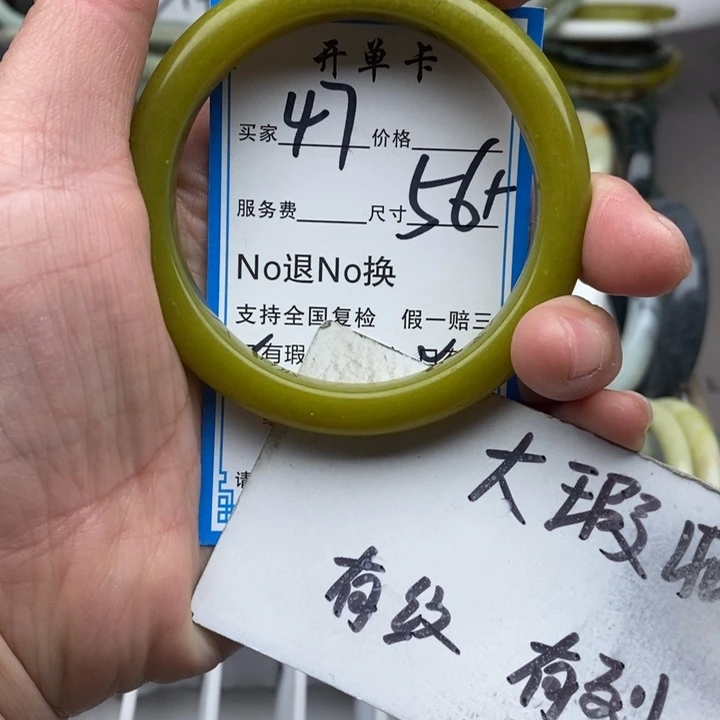 开单卡
买家 47 价格
服务费 尺寸 56+
No退No换
支持全国复检 假一赔三
有瑕
请
大瑕
有纹
有